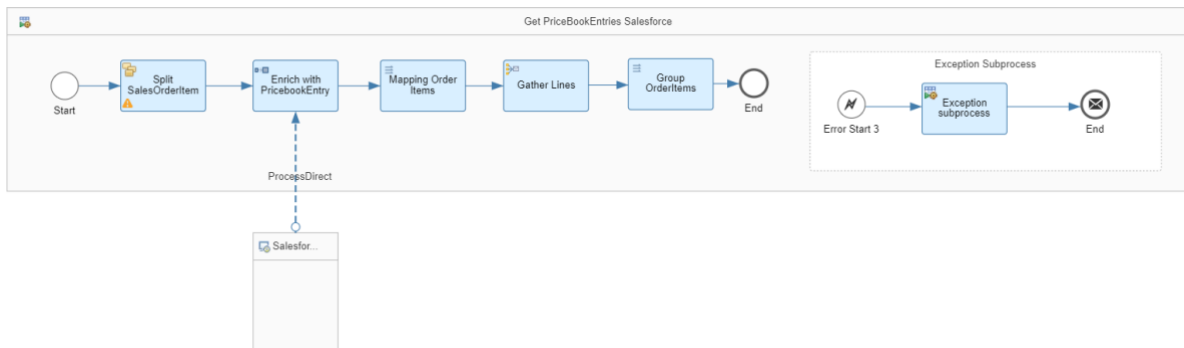 Get PriceBookEntries Salesforce
Start
Split
SalesOrderItem
Enrich with
PricebookEntry
Mapping Order
Items
Gather Lines
Group
OrderItems
End
Exception Subprocess
Error Start 3
Exception
subprocess
End
ProcessDirect
Salesfor...